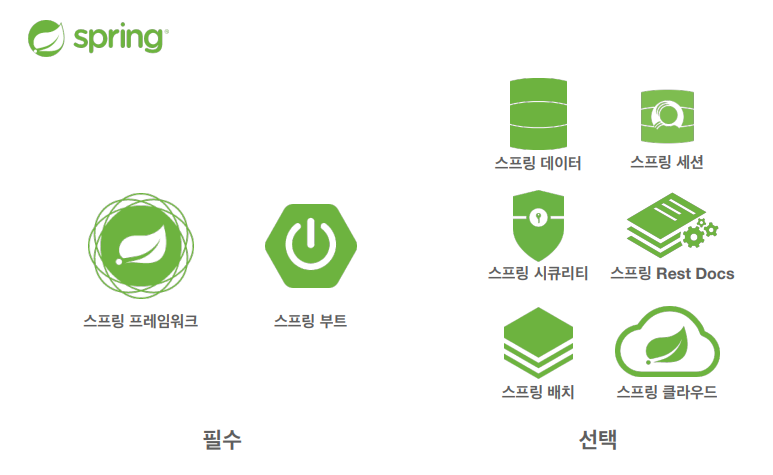 spring
스프링 데이터
스프링 세션
스프링 시큐리티
스프링 Rest Docs
스프링 프레임워크
스프링 부트
스프링 배치
스프링 클라우드
필수
선택